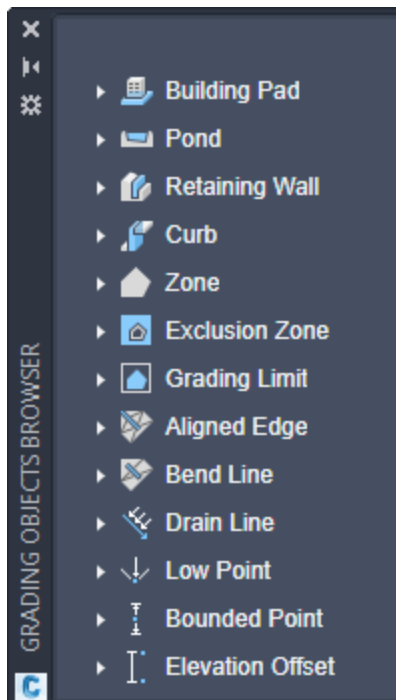 Building Pad
Pond
Retaining Wall
Curb
Zone
Exclusion Zone
Grading Limit
Aligned Edge
Bend Line
Drain Line
Low Point
Bounded Point
Elevation Offset
GRADING OBJECTS BROWSER
C